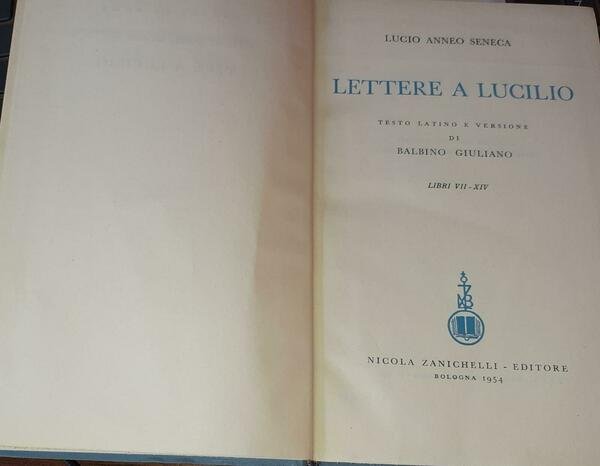 LUCIO ANNEO SENECA
LETTERE A LUCILIO
TESTO LATINO E VERSIONE
DI
BALBINO GIULIANO
LIBRI VII - XIV
NICOLA ZANICHELLI - EDITORE
BOLOGNA 1954